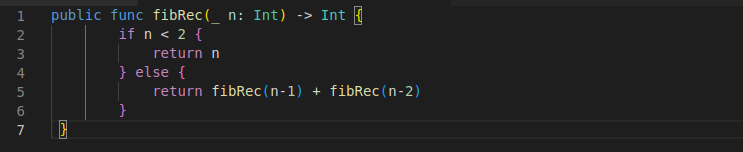 1 public func fibRec(_ n: Int) -> Int {
2 if n < 2 {
3 return n
4 } else {
5 return fibRec(n-1) + fibRec(n-2)
6 }
7 }